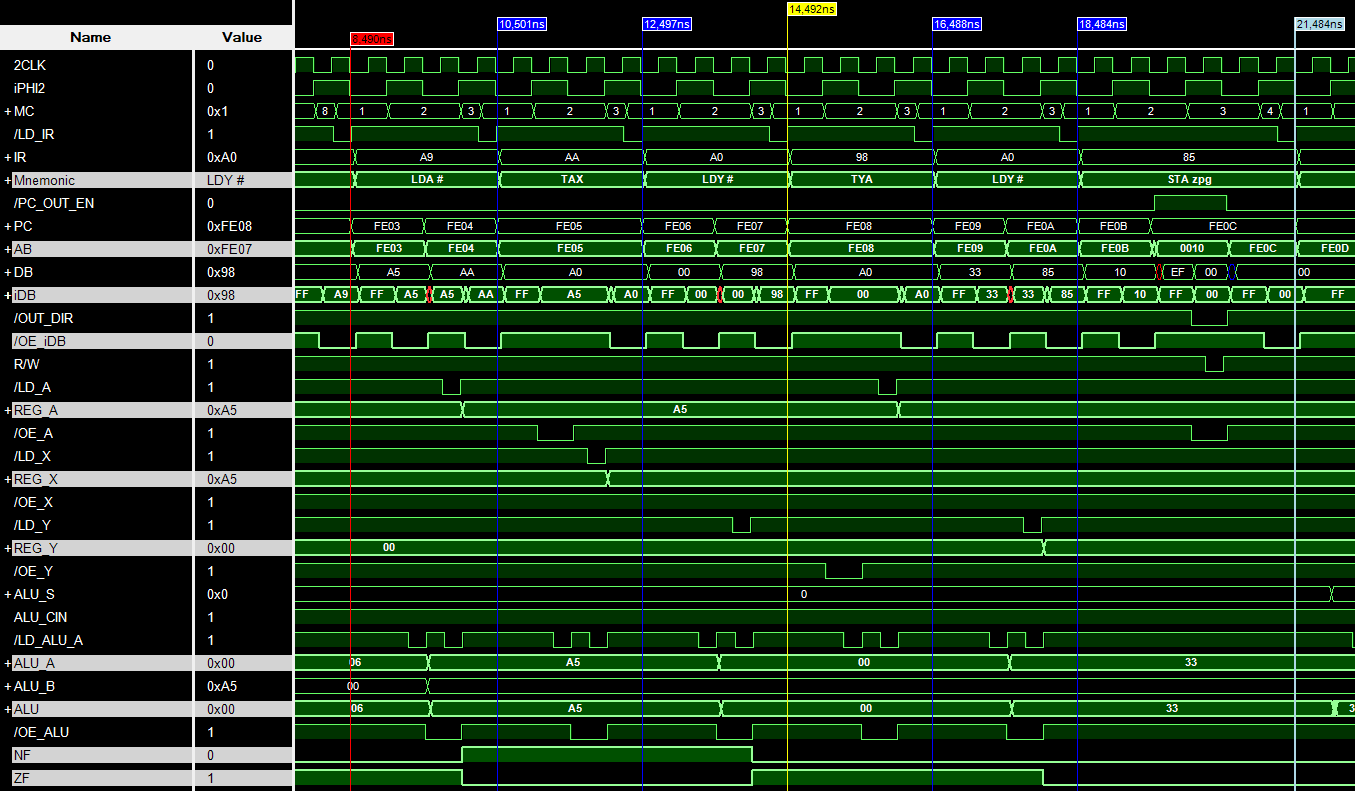 14,492ns
10,501ns 12,497ns 16,488ns 18,484ns 21,484ns
Name Value 8,490ns
2CLK 0
iPHI2 0
+ MC 0x1 8 1 2 3 1 2 3 1 2 3 1 2 3 1 2 3 1 2 3 4 1
/LD_IR 1
+ IR 0xA0 A9 AA A0 98 A0 85
+ Mnemonic LDY # LDA # TAX LDY # TYA LDY # STA zpg
/PC_OUT_EN 0
+ PC 0xFE08 FE03 FE04 FE05 FE06 FE07 FE08 FE09 FE0A FE0B FE0C
+ AB 0xFE07 FE03 FE04 FE05 FE06 FE07 FE08 FE09 FE0A FE0B 0010 FE0C FE0D
+ DB 0x98 A5 AA A0 00 98 A0 33 85 10 EF 00 00
+ iDB 0x98 FF A9 FF A5 A5 AA FF A5 A0 FF 00 00 98 FF 00 A0 FF 33 33 85 FF 10 FF 00 FF 00 FF
/OUT_DIR 1
/OE_iDB 0
R/W 1
/LD_A 1
+ REG_A 0xA5 A5
/OE_A 1
/LD_X 1
+ REG_X 0xA5
/OE_X 1
/LD_Y 1
+ REG_Y 0x00 00
/OE_Y 1
+ ALU_S 0x0 0
ALU_CIN 1
/LD_ALU_A 1
+ ALU_A 0x00 06 A5 00 33
+ ALU_B 0xA5 00
+ ALU 0x00 06 A5 00 33 3
/OE_ALU 1
NF 0
ZF 1